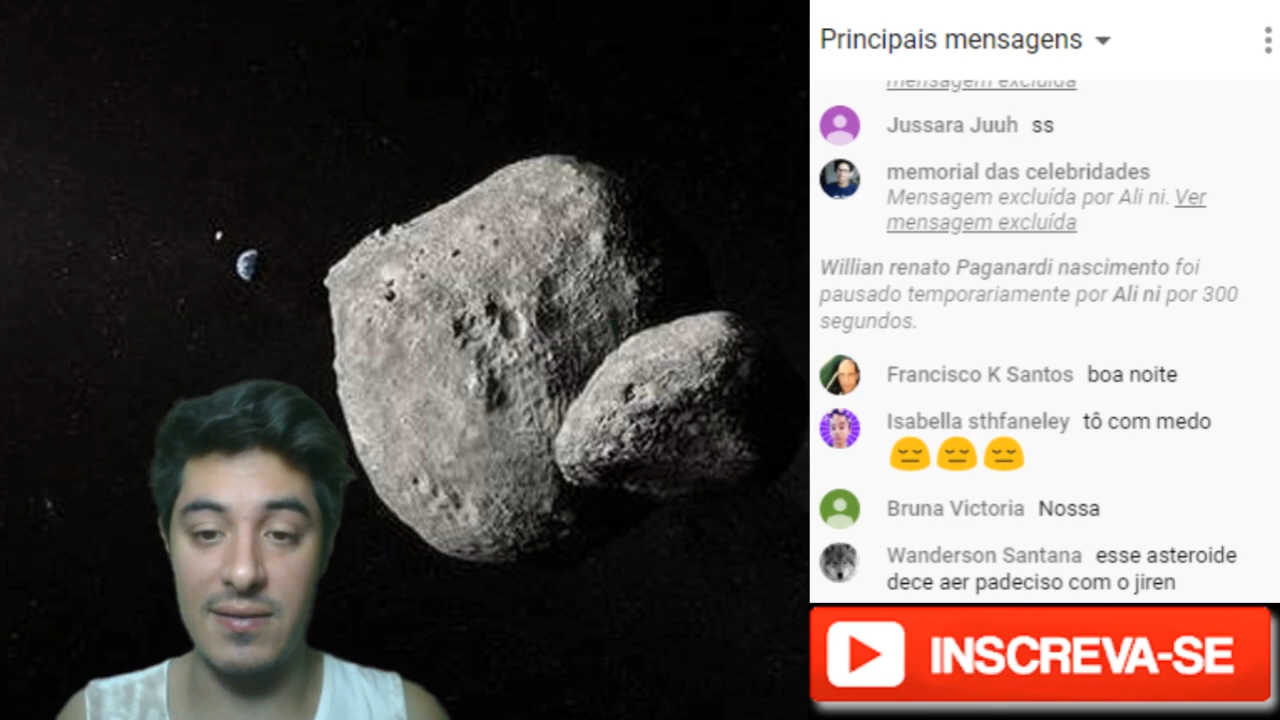 Principais mensagens
mensagem excluída
Jussara Juuh ss
memorial das celebridades
Mensagem excluída por Ali ni. Ver
mensagem excluída
Willian renato Paganardi nascimento foi
pausado temporariamente por Ali ni por 300
segundos.
Francisco K Santos boa noite
Isabella sthfaneley tô com medo
Bruna Victoria Nossa
Wanderson Santana esse asteroide
dece aer padeciso com o jiren
INSCREVA-SE